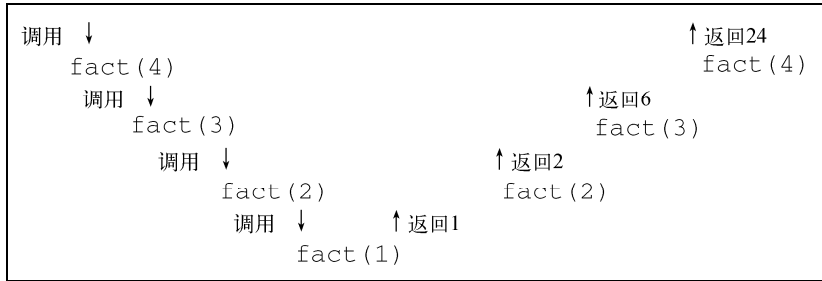 调用 ↓ ↑ 返回24
fact(4) fact(4)
调用 ↓ ↑ 返回6
fact(3) fact(3)
调用 ↓ ↑ 返回2
fact(2) fact(2)
调用 ↓ ↑ 返回1
fact(1)